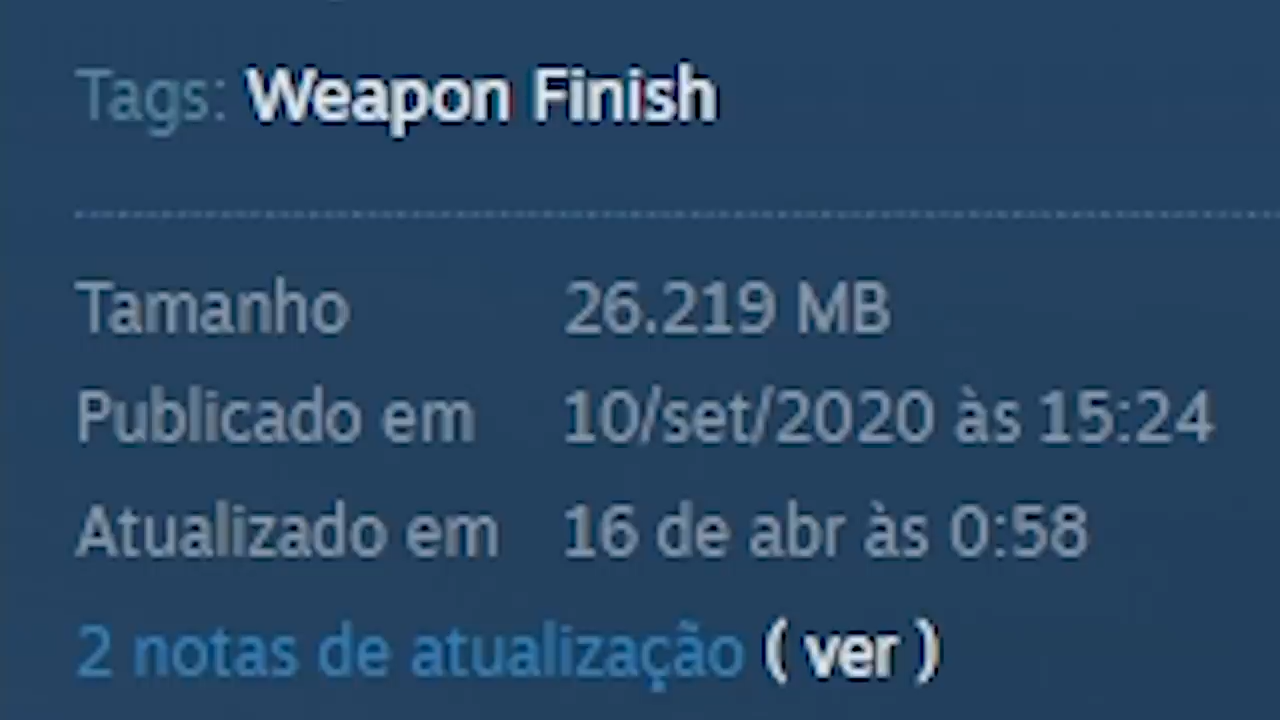 Tags: Weapon Finish
Tamanho 26.219 MB
Publicado em 10/set/2020 às 15:24
Atualizado em 16 de abr às 0:58
2 notas de atualização ( ver )